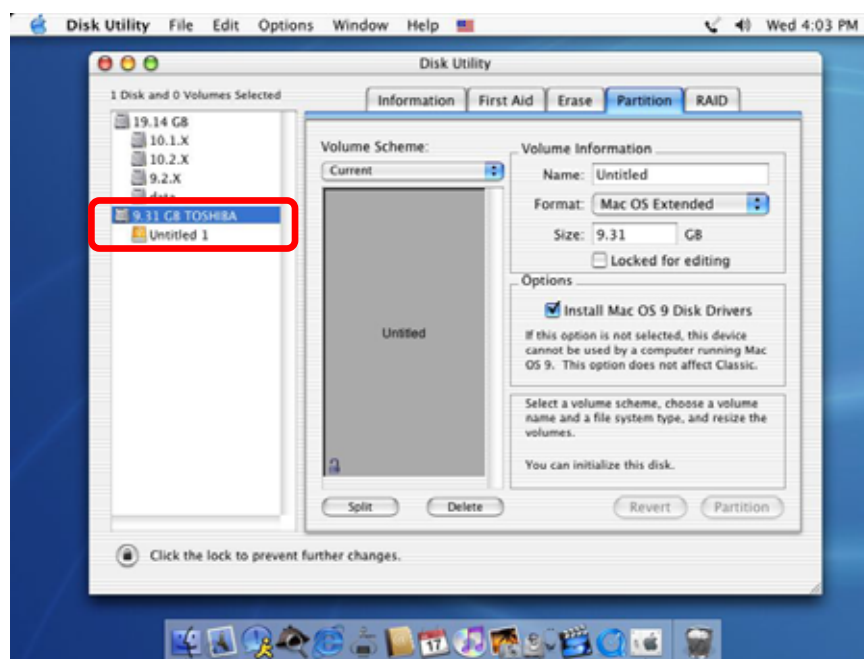 Disk Utility File Edit Options Window Help Wed 4:03 PM
Disk Utility
1 Disk and 0 Volumes Selected
Information First Aid Erase Partition RAID
19.14 GB
10.1.X
10.2.X
9.2.X
data
9.31 GB TOSHIBA
Untitled 1
Volume Scheme:
Current
Untitled
Split Delete
Volume Information
Name: Untitled
Format: Mac OS Extended
Size: 9.31 GB
Locked for editing
Options
Install Mac OS 9 Disk Drivers
If this option is not selected, this device
cannot be used by a computer running Mac
OS 9. This option does not affect Classic.
Select a volume scheme, choose a volume
name and a file system type, and resize the
volumes.
You can initialize this disk.
Revert Partition
Click the lock to prevent further changes.
17